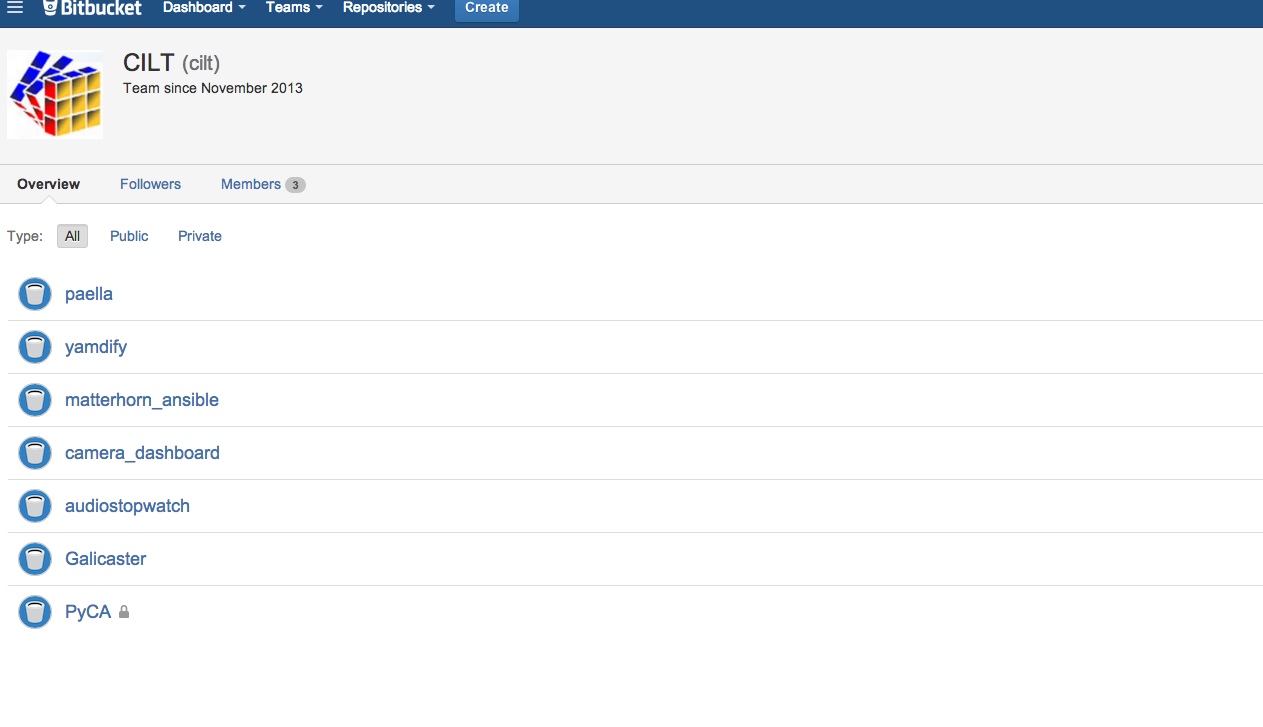 Bitbucket Dashboard Teams Repositories Create
CILT (cilt)
Team since November 2013
Overview Followers Members 3
Type: All Public Private
paella
yamdify
matterhorn_ansible
camera_dashboard
audiostopwatch
Galicaster
PyCA